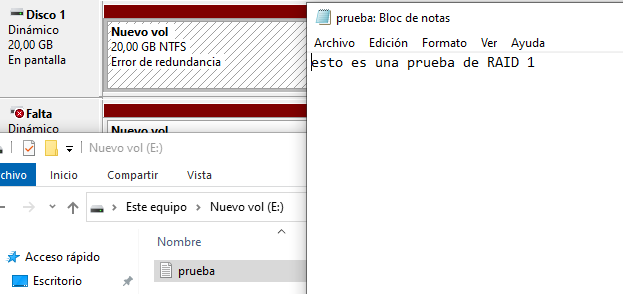 Disco 1
Dinámico
20,00 GB
En pantalla
Nuevo vol
20,00 GB NTFS
Error de redundancia
Falta
Dinámico
Nuevo vol
prueba: Bloc de notas
Archivo Edición Formato Ver Ayuda
esto es una prueba de RAID 1
Nuevo vol (E:)
rchivo Inicio Compartir Vista
Este equipo Nuevo vol (E:)
Nombre
Acceso rápido
Escritorio
prueba